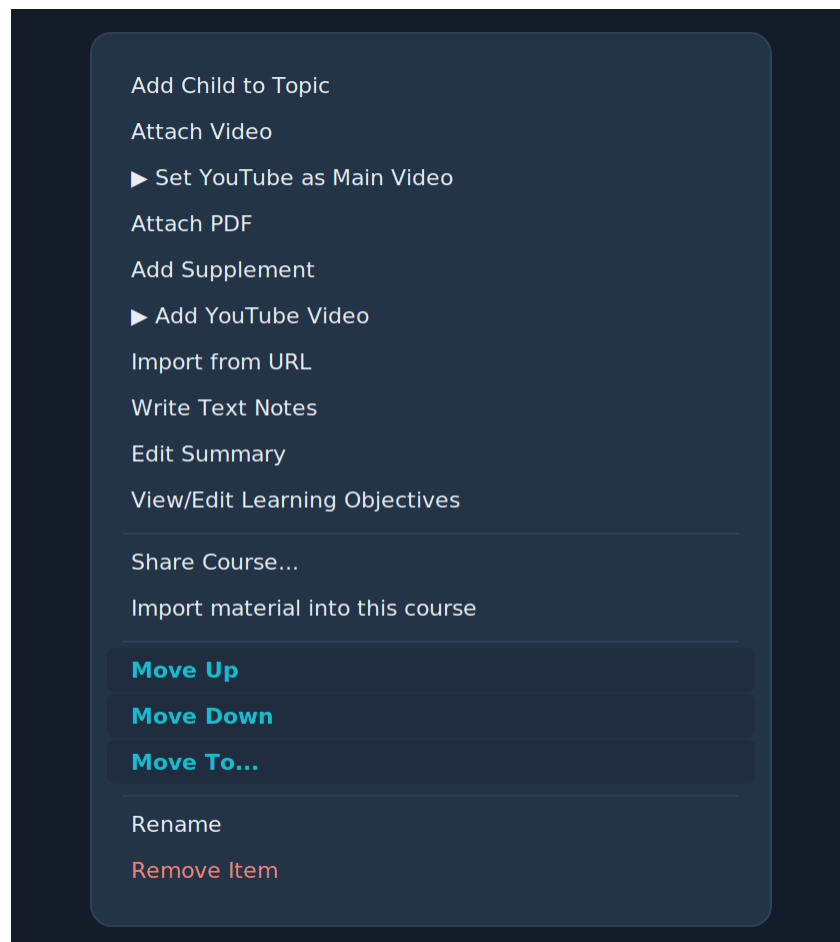 Add Child to Topic
Attach Video
▶ Set YouTube as Main Video
Attach PDF
Add Supplement
▶ Add YouTube Video
Import from URL
Write Text Notes
Edit Summary
View/Edit Learning Objectives
Share Course...
Import material into this course
Move Up
Move Down
Move To...
Rename
Remove Item